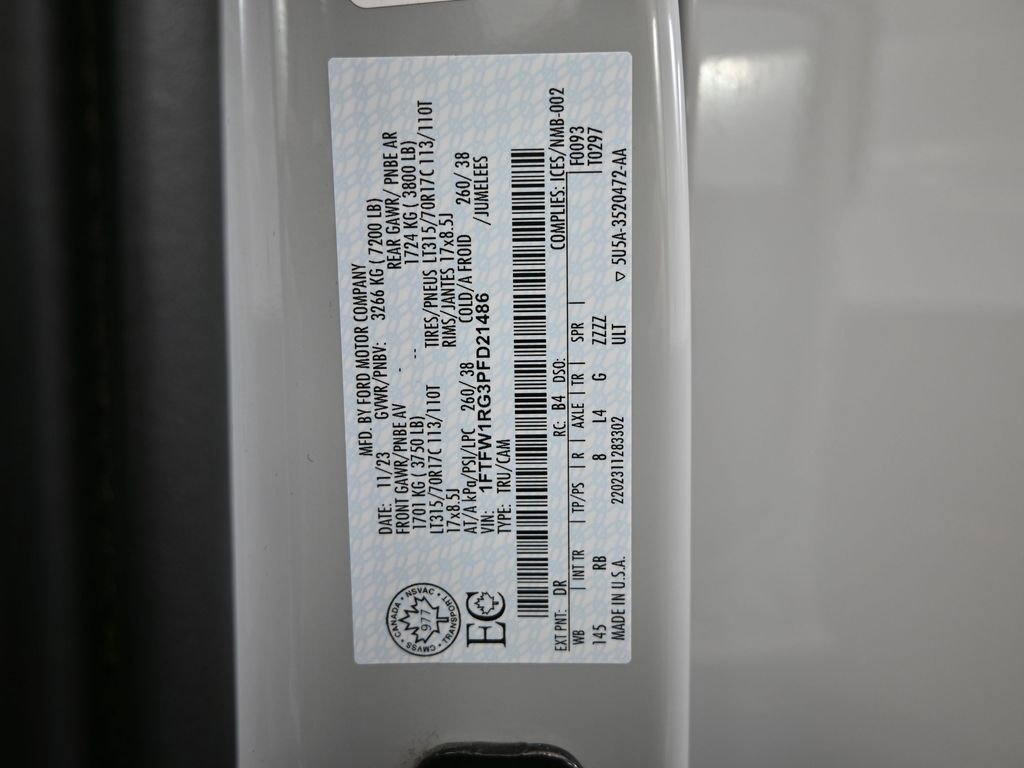 MFD. BY FORD MOTOR COMPANY
DATE: 11/23 GVWR/PNBV: 3266 KG ( 7200 LB)
FRONT GAWR/PNBE AV -- REAR GAWR/ PNBE AR
1701 KG ( 3750 LB) 1724 KG ( 3800 LB)
LT315/70R17C 113/110T TIRES/PNEUS LT315/70R17C 113/110T
17x8.5J RIMS/JANTES 17x8.5J
AT/A kPa/PSI/LPC 260/ 38 COLD/A FROID 260/ 38
VIN: 1FTFW1RG3PFD21486 /JUMELEES
TYPE: TRU/CAM
CANADA
CMVSS · NSVAC
977
TRANSPORT
EC
COMPLIES: ICES/NMB-002
EXT PNT: DR RC: B4 DSO: F0093
WB INT TR TP/PS R AXLE TR SPR T0297
145 RB 8 L4 G ZZZZ
MADE IN U.S.A. 2202311283302 ULT ▽ 5U5A-3520472-AA